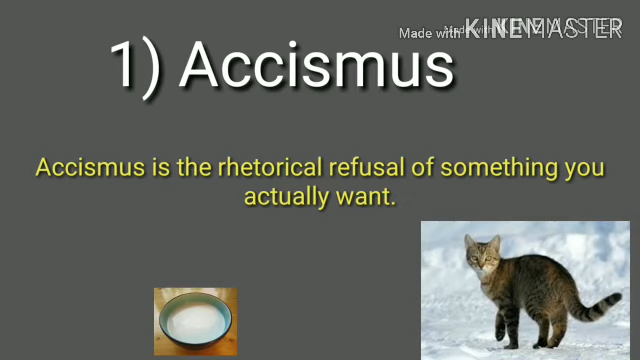 Made with KINEMASTER
1) Accismus
Accismus is the rhetorical refusal of something you
actually want.